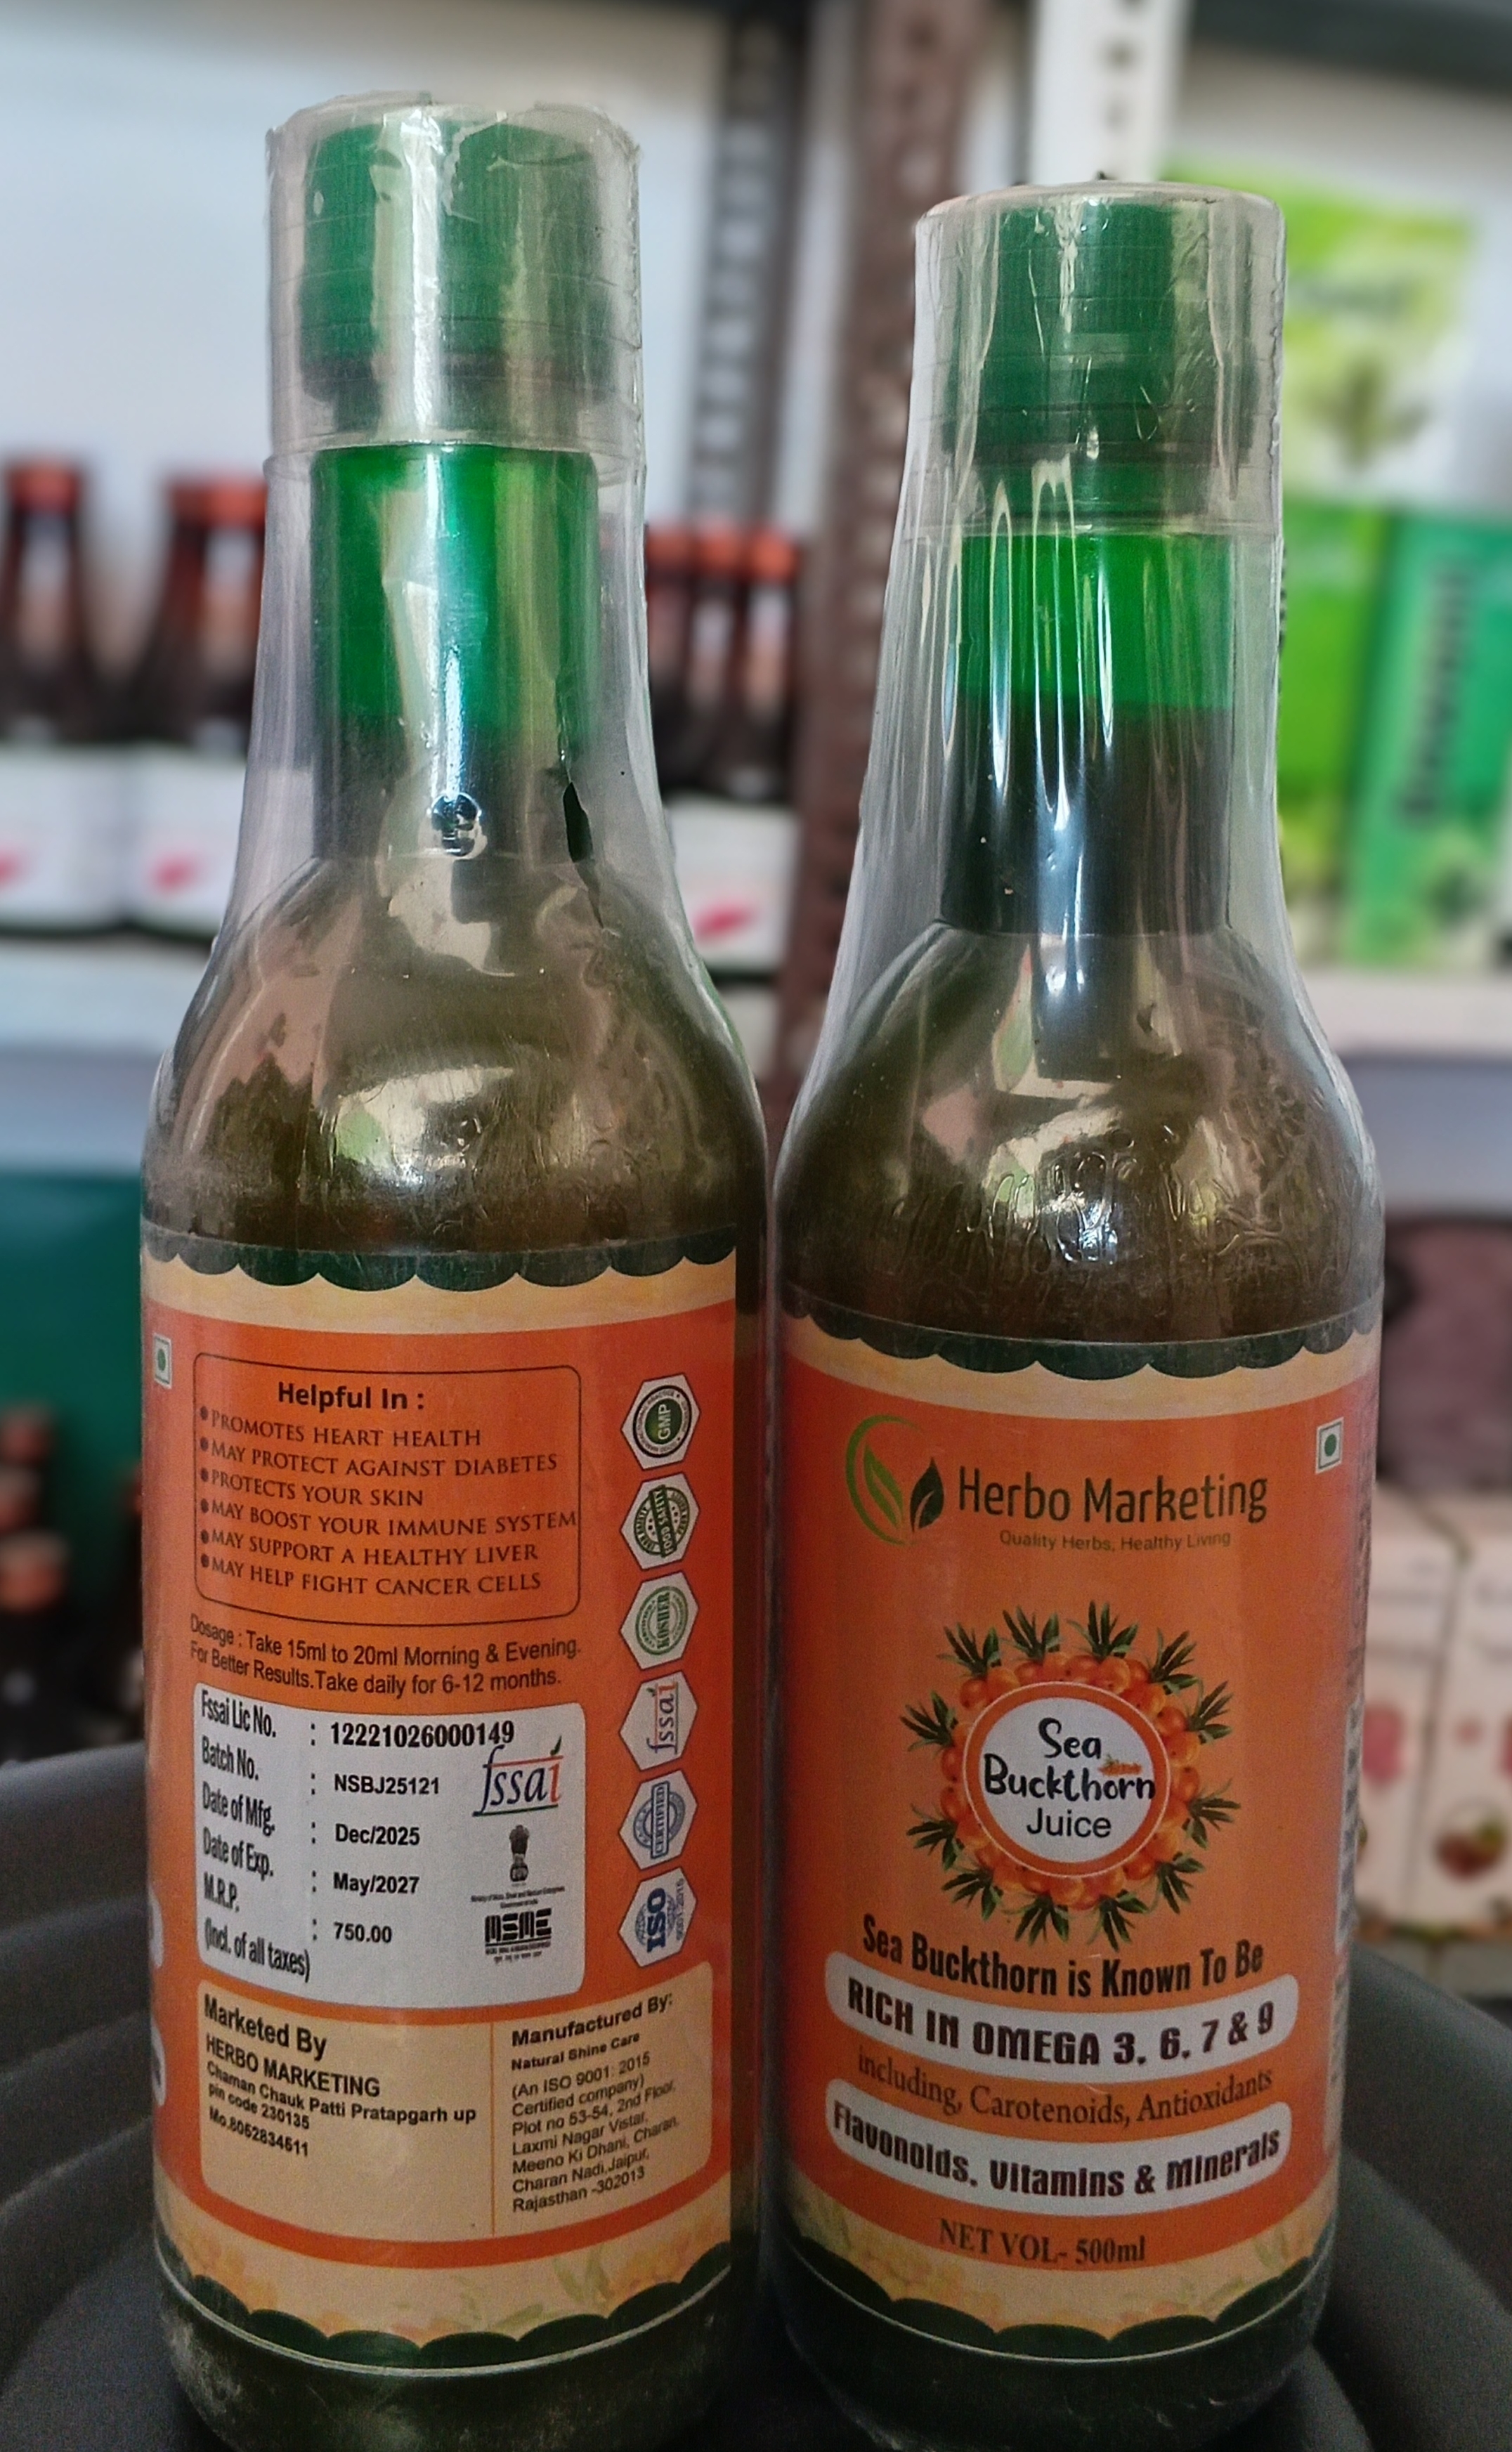 Helpful In :
PROMOTES HEART HEALTH
MAY PROTECT AGAINST DIABETES
PROTECTS YOUR SKIN
MAY BOOST YOUR IMMUNE SYSTEM
MAY SUPPORT A HEALTHY LIVER
MAY HELP FIGHT CANCER CELLS
Dosage : Take 15ml to 20ml Morning & Evening.
For Better Results.Take daily for 6-12 months.
Fssai Lic No. : 12221026000149
Batch No. : NSBJ25121
Date of Mfg. : Dec/2025
Date of Exp. : May/2027
M.R.P. : 750.00
(incl. of all taxes)
fssai
MSME
GMP
FOOD SAFETY
KOSHER
fssai
CERTIFIED
ISO
9001:2015
Marketed By
HERBO MARKETING
Chaman Chauk Patti Pratapgarh up
pin code 230135
Mo.8052834511
Manufactured By:
Natural Shine Care
(An ISO 9001: 2015
Certified company)
Plot no 53-54, 2nd Floor,
Laxmi Nagar Vistar,
Meeno Ki Dhani, Charan,
Charan Nadi,Jaipur,
Rajasthan -302013
Herbo Marketing
Quality Herbs, Healthy Living
Sea
Buckthorn
Juice
Sea Buckthorn is Known To Be
RICH IN OMEGA 3, 6, 7 & 9
including, Carotenoids, Antioxidants
Flavonoids, Vitamins & Minerals
NET VOL- 500ml